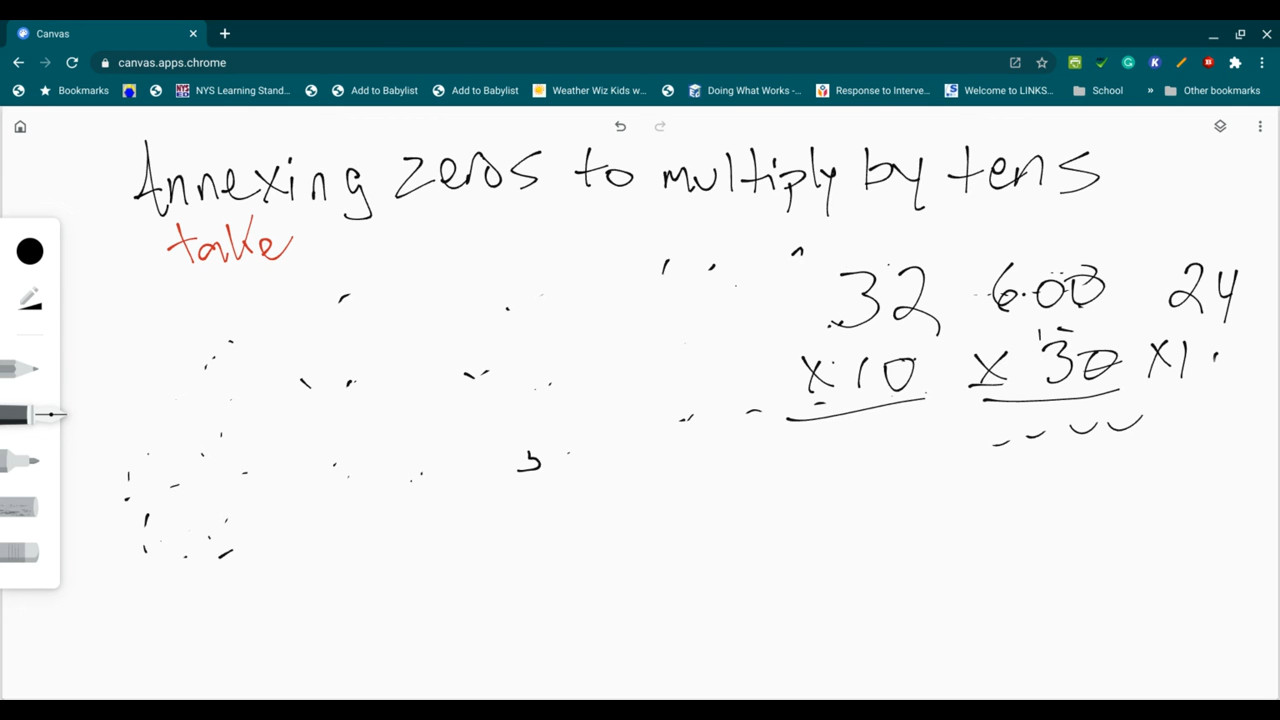 Canvas
canvas.apps.chrome
Bookmarks NYS Learning Stand... Add to Babylist Add to Babylist Weather Wiz Kids w... Doing What Works -... Response to Interve... Welcome to LINKS... School » Other bookmarks
Annexing zeros to multiply by tens
take
32 600 24
x 10 x 30 x1